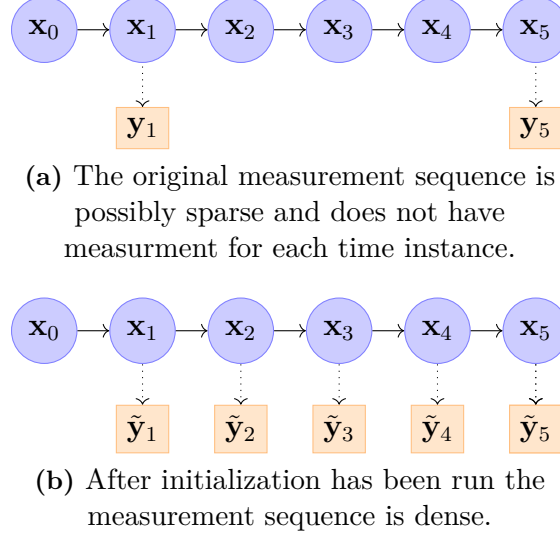 x₀ x₁ x₂ x₃ x₄ x₅
y₁ y₅
(a) The original measurement sequence is
possibly sparse and does not have
measurment for each time instance.
x₀ x₁ x₂ x₃ x₄ x₅
ỹ₁ ỹ₂ ỹ₃ ỹ₄ ỹ₅
(b) After initialization has been run the
measurement sequence is dense.